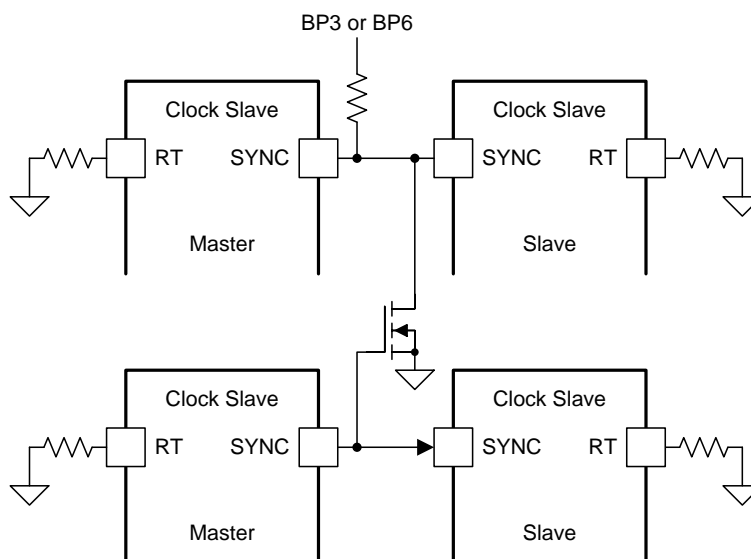 BP3 or BP6
Clock Slave
Clock Slave
RT SYNC
SYNC RT
Master
Slave
Clock Slave
Clock Slave
RT SYNC
SYNC RT
Master
Slave